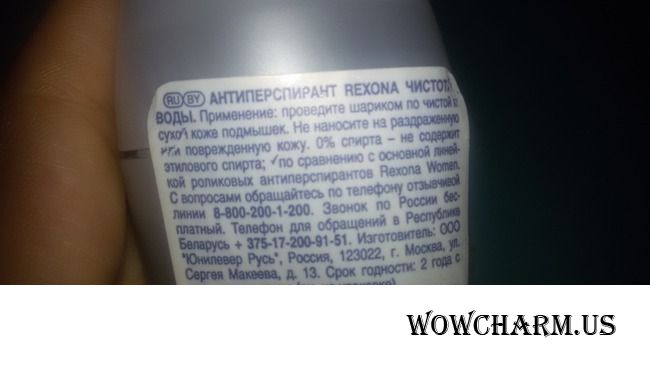 RU BY АНТИПЕРСПИРАНТ REXONA ЧИСТОТА
ВОДЫ. Применение: проведите шариком по чистой
сухой коже подмышек. Не наносите на раздраженную
или поврежденную кожу. 0% спирта – не содержит
этилового спирта; ✓по сравнению с основной линей-
кой роликовых антиперспирантов Rexona Women.
С вопросами обращайтесь по телефону отзывчивой
линии 8-800-200-1-200. Звонок по России бес-
платный. Телефон для обращений в Республике
Беларусь + 375-17-200-91-51. Изготовитель: ООО
"Юнилевер Русь", Россия, 123022, г. Москва, ул.
Сергея Макеева, д. 13. Срок годности: 2 года с
WOWCHARM.US